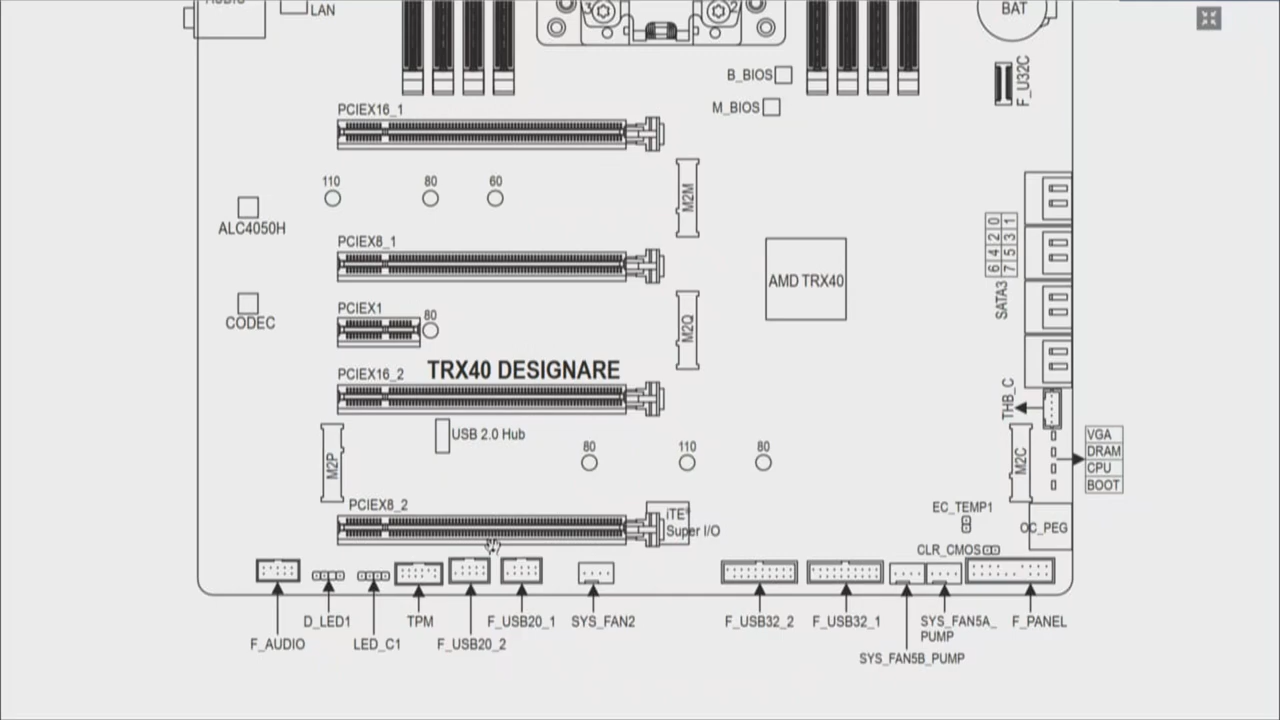 AUDIO
LAN
3
2
BAT
B_BIOS
M_BIOS
F_U32C
PCIEX16_1
110
80
60
M2M
ALC4050H
PCIEX8_1
6 4 2 0
7 5 3 1
SATA3
AMD TRX40
CODEC
PCIEX1
80
M2Q
TRX40 DESIGNARE
PCIEX16_2
THB_C
USB 2.0 Hub
M2P
80
110
80
M2C
VGA
DRAM
CPU
BOOT
PCIEX8_2
iTE®
Super I/O
EC_TEMP1
OC_PEG
CLR_CMOS
F_AUDIO
D_LED1
LED_C1
TPM
F_USB20_2
F_USB20_1
SYS_FAN2
F_USB32_2
F_USB32_1
SYS_FAN5B_PUMP
SYS_FAN5A_
PUMP
F_PANEL